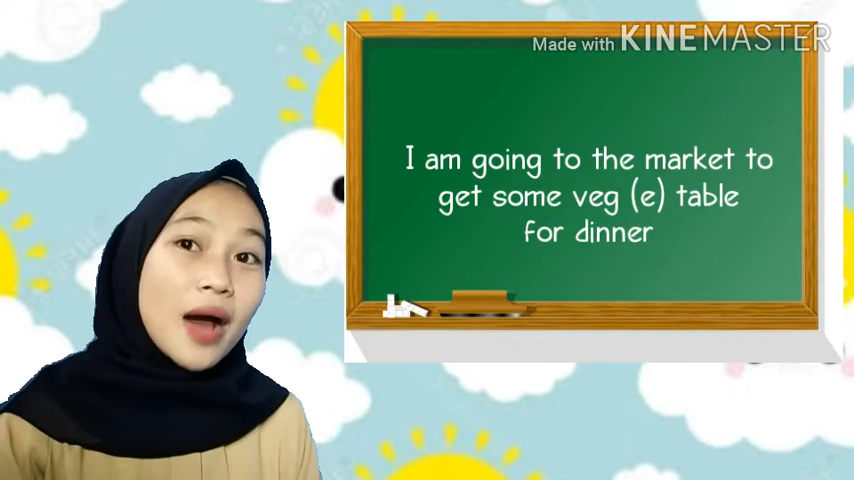 Made with KINEMASTER
I am going to the market to
get some veg (e) table
for dinner